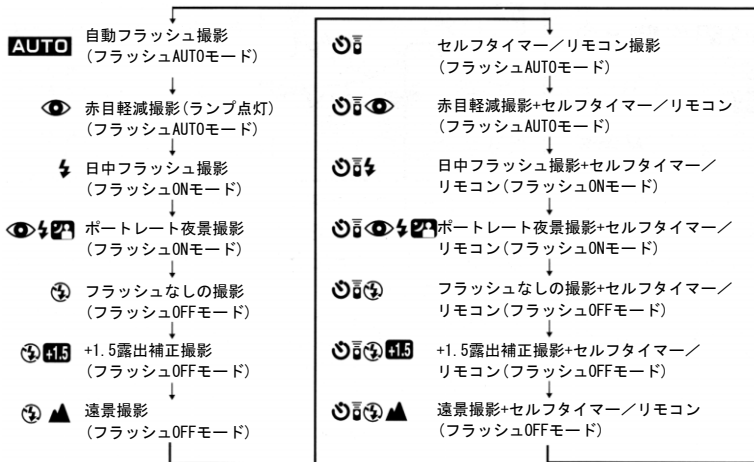 AUTO 自動フラッシュ撮影
(フラッシュAUTOモード)
赤目軽減撮影(ランプ点灯)
(フラッシュAUTOモード)
日中フラッシュ撮影
(フラッシュONモード)
ポートレート夜景撮影
(フラッシュONモード)
フラッシュなしの撮影
(フラッシュOFFモード)
+1.5 +1.5露出補正撮影
(フラッシュOFFモード)
遠景撮影
(フラッシュOFFモード)
セルフタイマー／リモコン撮影
(フラッシュAUTOモード)
赤目軽減撮影+セルフタイマー／リモコン
(フラッシュAUTOモード)
日中フラッシュ撮影+セルフタイマー／
リモコン(フラッシュONモード)
ポートレート夜景撮影+セルフタイマー／
リモコン(フラッシュONモード)
フラッシュなしの撮影+セルフタイマー／
リモコン(フラッシュOFFモード)
+1.5 +1.5露出補正撮影+セルフタイマー／
リモコン(フラッシュOFFモード)
遠景撮影+セルフタイマー／リモコン
(フラッシュOFFモード)